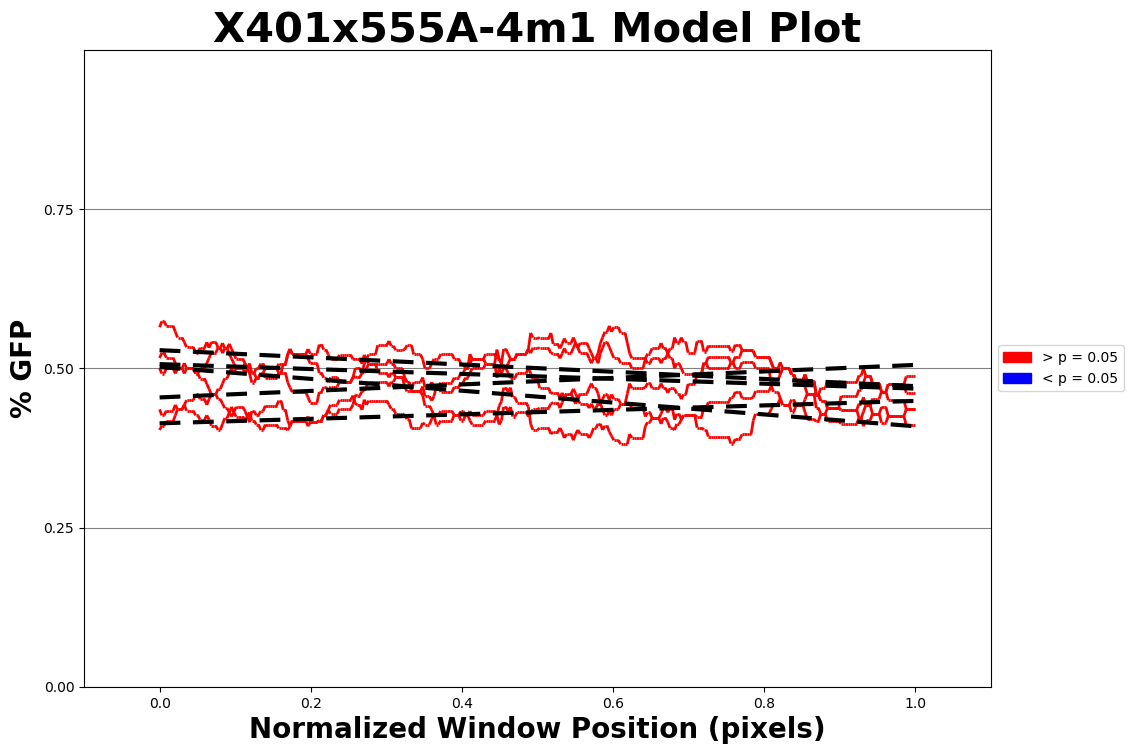 X401x555A-4m1 Model Plot
% GFP
0.75
0.50
0.25
0.00
0.0 0.2 0.4 0.6 0.8 1.0
Normalized Window Position (pixels)
> p = 0.05
< p = 0.05